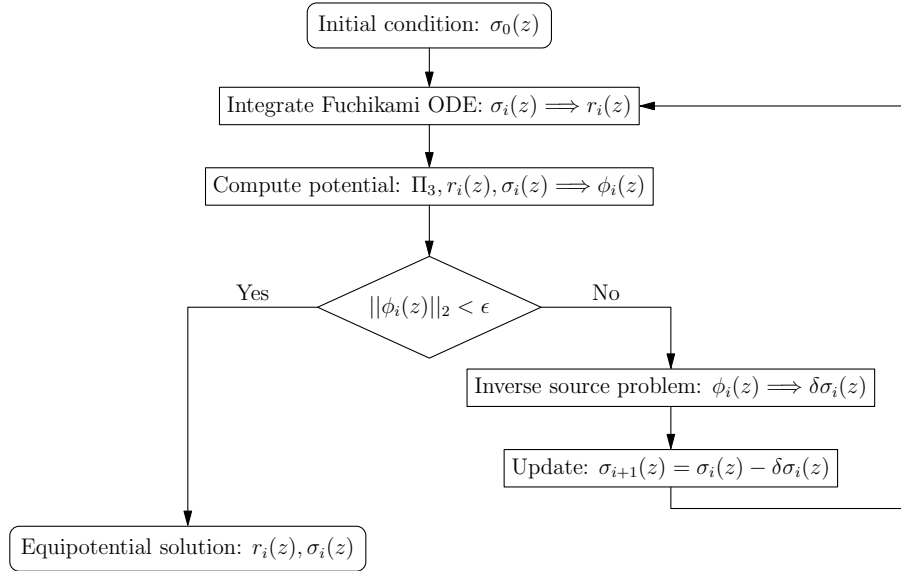 Initial condition: σ₀(z)
Integrate Fuchikami ODE: σᵢ(z) ⟹ rᵢ(z)
Compute potential: Π₃, rᵢ(z), σᵢ(z) ⟹ ϕᵢ(z)
Yes
No
||ϕᵢ(z)||₂ < ϵ
Inverse source problem: ϕᵢ(z) ⟹ δσᵢ(z)
Update: σᵢ₊₁(z) = σᵢ(z) − δσᵢ(z)
Equipotential solution: rᵢ(z), σᵢ(z)